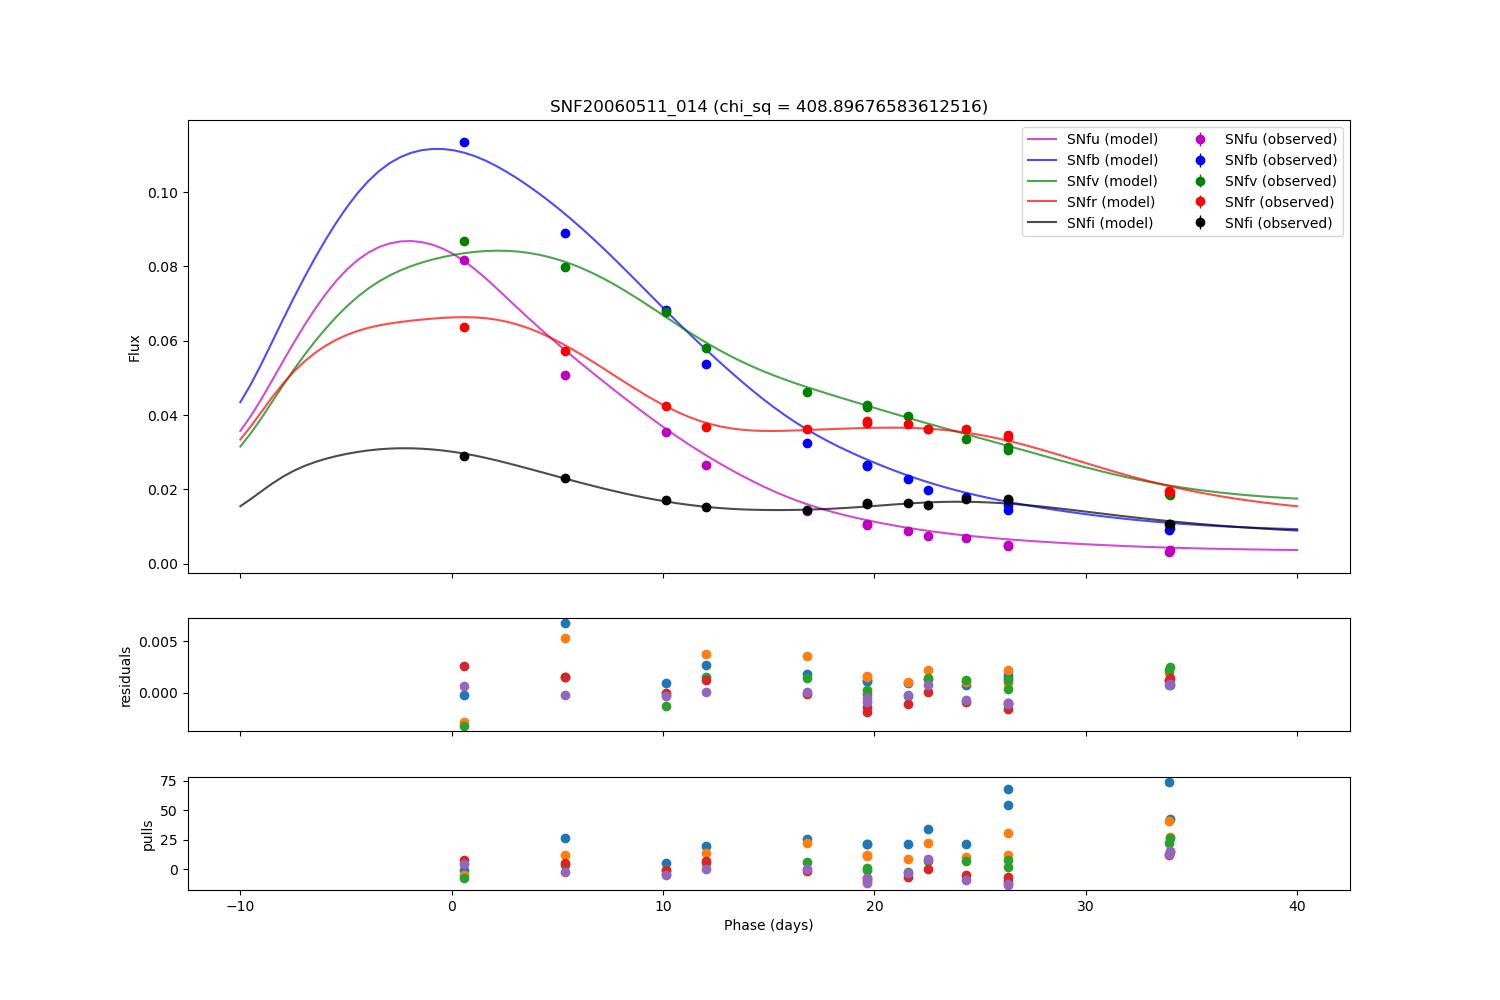 SNF20060511_014 (chi_sq = 408.89676583612516)
SNfu (model) SNfu (observed)
SNfb (model) SNfb (observed)
SNfv (model) SNfv (observed)
SNfr (model) SNfr (observed)
SNfi (model) SNfi (observed)
Flux
0.10
0.08
0.06
0.04
0.02
0.00
residuals
0.005
0.000
pulls
75
50
25
0
−10 0 10 20 30 40
Phase (days)